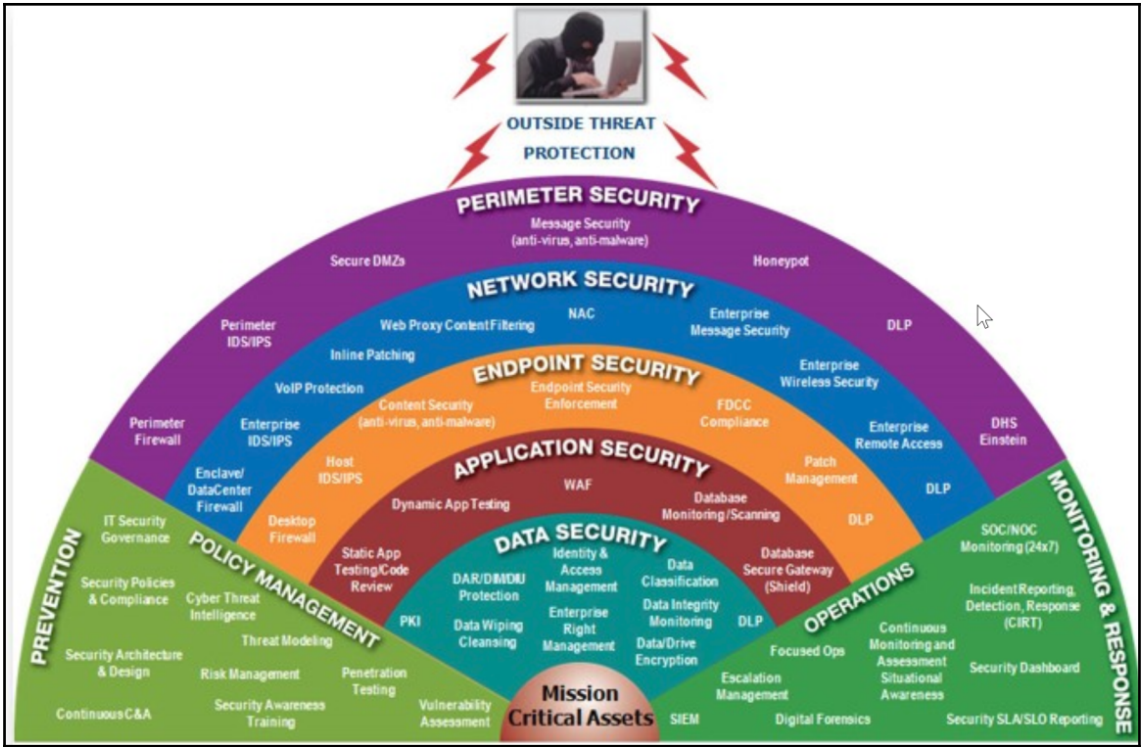 OUTSIDE THREAT
PROTECTION
PERIMETER SECURITY
Message Security
(anti-virus, anti-malware)
Secure DMZs
Honeypot
Perimeter
IDS/IPS
DLP
Perimeter
Firewall
DHS
Einstein
NETWORK SECURITY
NAC
Web Proxy Content Filtering
Enterprise
Message Security
Inline Patching
Enterprise
Wireless Security
VoIP Protection
Enterprise
IDS/IPS
Enterprise
Remote Access
Enclave/
DataCenter
Firewall
DLP
ENDPOINT SECURITY
Endpoint Security
Enforcement
Content Security
(anti-virus, anti-malware)
FDCC
Compliance
Host
IDS/IPS
Patch
Management
Desktop
Firewall
DLP
APPLICATION SECURITY
WAF
Dynamic App Testing
Database
Monitoring/Scanning
Static App
Testing/Code
Review
Database
Secure Gateway
(Shield)
DATA SECURITY
Identity &
Access
Management
DAR/DIM/DIU
Protection
Data
Classification
PKI
Data Wiping
Cleansing
Enterprise
Right
Management
Data Integrity
Monitoring
DLP
Data/Drive
Encryption
Mission
Critical Assets
PREVENTION
POLICY MANAGEMENT
IT Security
Governance
Security Policies
& Compliance
Cyber Threat
Intelligence
Threat Modeling
Security Architecture
& Design
Risk Management
Penetration
Testing
Continuous C&A
Security Awareness
Training
Vulnerability
Assessment
OPERATIONS
MONITORING & RESPONSE
SOC/NOC
Monitoring (24x7)
Incident Reporting,
Detection, Response
(CIRT)
Focused Ops
Continuous
Monitoring and
Assessment
Situational
Awareness
Security Dashboard
Escalation
Management
SIEM
Digital Forensics
Security SLA/SLO Reporting